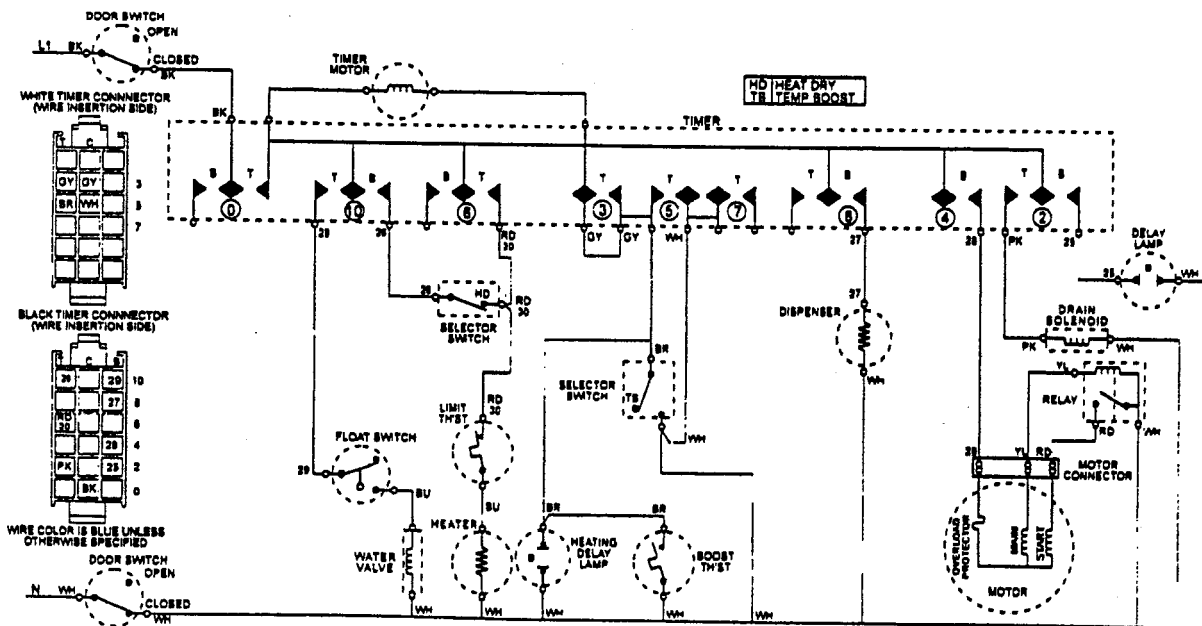 DOOR SWITCH
OPEN
L1 BK
CLOSED
BK
TIMER
MOTOR
HD HEAT DRY
TB TEMP BOOST
WHITE TIMER CONNNECTOR
(WIRE INSERTION SIDE)
T C
GY GY 3
BR WH 5
7
BK
TIMER
B T
0
T B
10
B T
6
T
3
T
5
T
7
T B
8
B
4
T B
2
29
RD
30
GY GY
WH
27
28
PK
25
DELAY
LAMP
25 WH
HD
RD
30
SELECTOR
SWITCH
BLACK TIMER CONNNECTOR
(WIRE INSERTION SIDE)
T C B
29 10
27 8
RD
30
6
28 4
PK 25 2
BK 0
27
DISPENSER
WH
DRAIN
SOLENOID
PK WH
BR
SELECTOR
SWITCH
TB
WH
YL
RELAY
RD
WH
RD
30
LIMIT
TH'ST
FLOAT SWITCH
29
BU
BU
28 YL RD
MOTOR
CONNECTOR
WIRE COLOR IS BLUE UNLESS
OTHERWISE SPECIFIED
WATER
VALVE
HEATER
BR
HEATING
DELAY
LAMP
BR
BOOST
TH'ST
OVERLOAD
PROTECTOR
MAIN
START
MOTOR
DOOR SWITCH
OPEN
N WH
CLOSED
WH
WH
WH
WH
WH
WH
WH